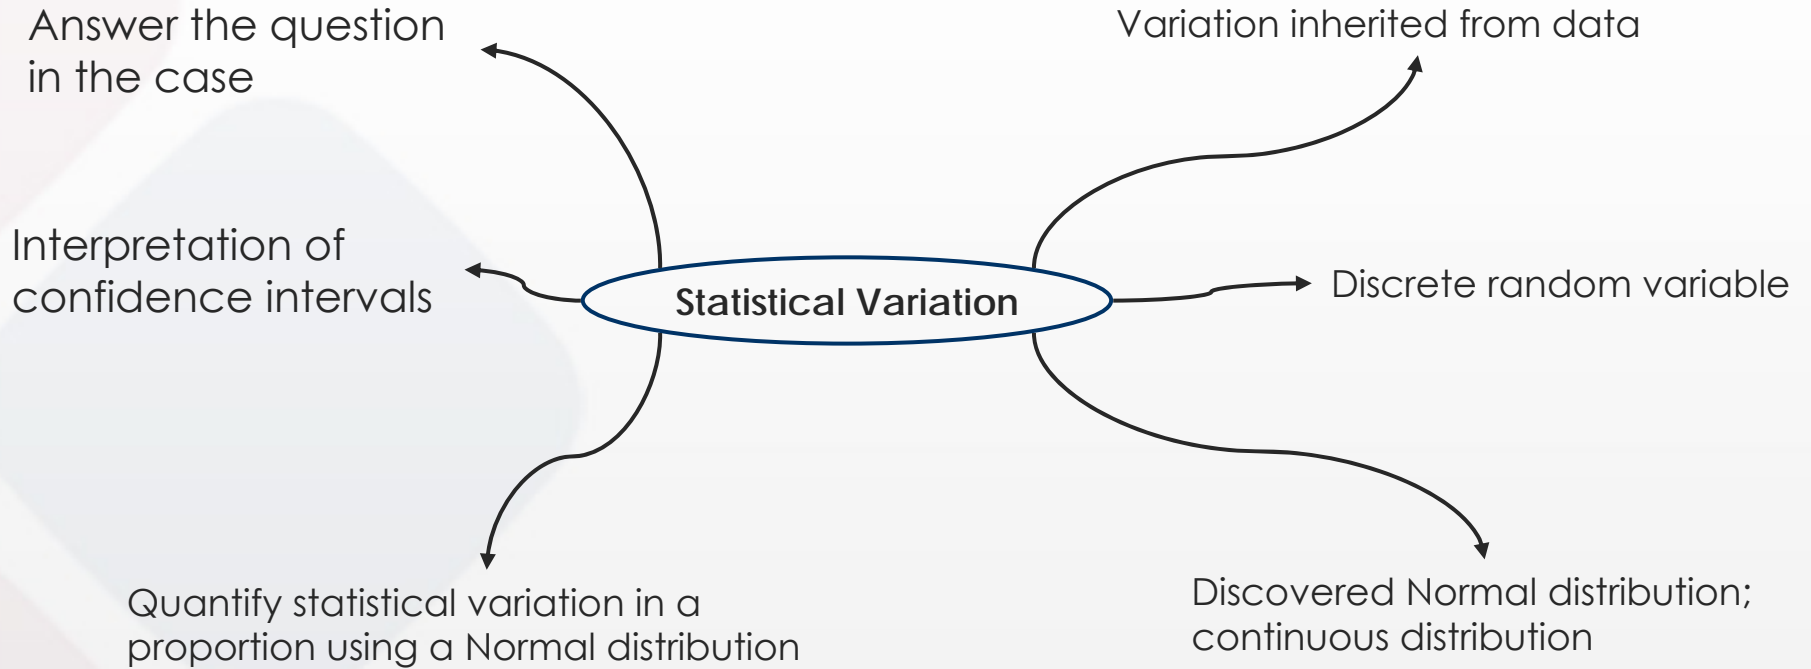 Answer the question
in the case
Variation inherited from data
Interpretation of
confidence intervals
Statistical Variation
Discrete random variable
Quantify statistical variation in a
proportion using a Normal distribution
Discovered Normal distribution;
continuous distribution